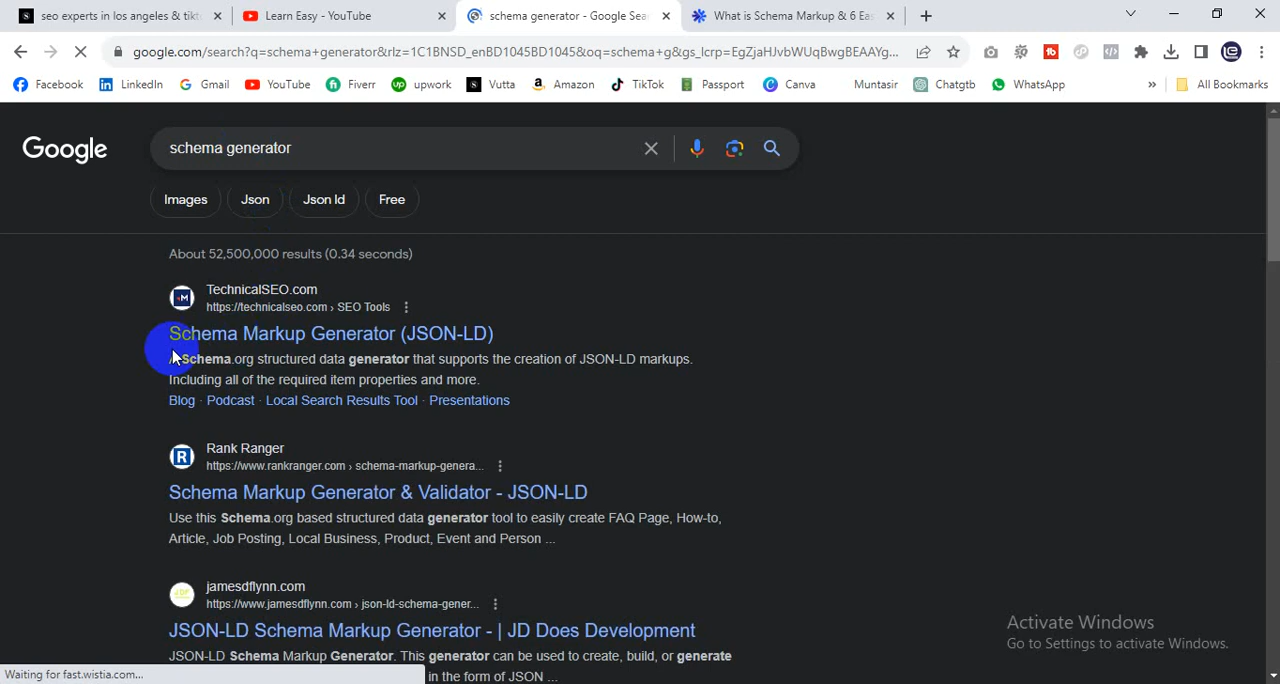 seo experts in los angeles & tikt
Learn Easy - YouTube
schema generator - Google Sea
What is Schema Markup & 6 Eas
google.com/search?q=schema+generator&rlz=1C1BNSD_enBD1045BD1045&oq=schema+g&gs_lcrp=EgZjaHJvbWUqBwgBEAAYg...
Facebook
LinkedIn
Gmail
YouTube
Fiverr
up upwork
Vutta
Amazon
TikTok
Passport
Canva
Muntasir
Chatgtb
WhatsApp
»
All Bookmarks
Google
schema generator
Images
Json
Json ld
Free
About 52,500,000 results (0.34 seconds)
TechnicalSEO.com
https://technicalseo.com › SEO Tools
Schema Markup Generator (JSON-LD)
A Schema.org structured data generator that supports the creation of JSON-LD markups.
Including all of the required item properties and more.
Blog · Podcast · Local Search Results Tool · Presentations
Rank Ranger
https://www.rankranger.com › schema-markup-genera...
Schema Markup Generator & Validator - JSON-LD
Use this Schema.org based structured data generator tool to easily create FAQ Page, How-to,
Article, Job Posting, Local Business, Product, Event and Person ...
JDF
jamesdflynn.com
https://www.jamesdflynn.com › json-ld-schema-gener...
JSON-LD Schema Markup Generator - | JD Does Development
JSON-LD Schema Markup Generator. This generator can be used to create, build, or generate
in the form of JSON ...
Activate Windows
Go to Settings to activate Windows.
Waiting for fast.wistia.com...